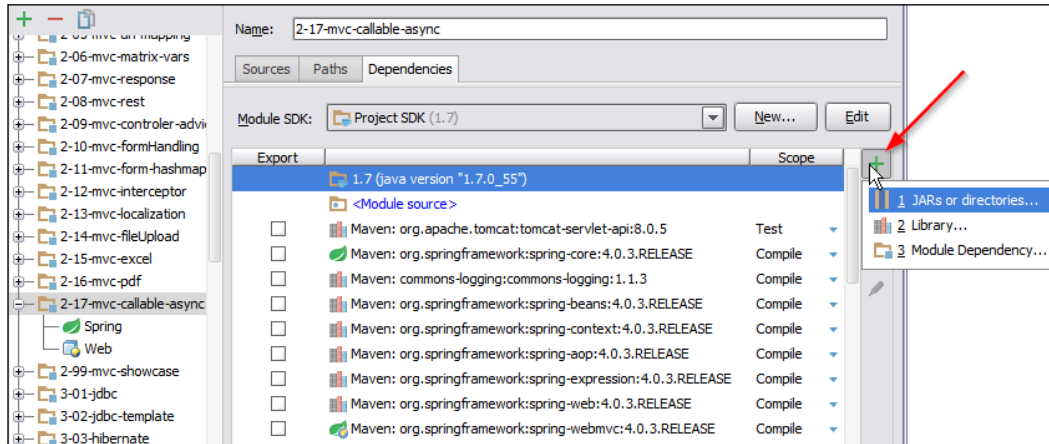 2-05 mvc url mapping
2-06-mvc-matrix-vars
2-07-mvc-response
2-08-mvc-rest
2-09-mvc-controler-advi
2-10-mvc-formHandling
2-11-mvc-form-hashmap
2-12-mvc-interceptor
2-13-mvc-localization
2-14-mvc-fileUpload
2-15-mvc-excel
2-16-mvc-pdf
2-17-mvc-callable-async
Spring
Web
2-99-mvc-showcase
3-01-jdbc
3-02-jdbc-template
3-03-hibernate
Name: 2-17-mvc-callable-async
Sources Paths Dependencies
Module SDK: Project SDK (1.7) New... Edit
Export Scope
1.7 (java version "1.7.0_55")
<Module source>
Maven: org.apache.tomcat:tomcat-servlet-api:8.0.5 Test
Maven: org.springframework:spring-core:4.0.3.RELEASE Compile
Maven: commons-logging:commons-logging:1.1.3 Compile
Maven: org.springframework:spring-beans:4.0.3.RELEASE Compile
Maven: org.springframework:spring-context:4.0.3.RELEASE Compile
Maven: org.springframework:spring-aop:4.0.3.RELEASE Compile
Maven: org.springframework:spring-expression:4.0.3.RELEASE Compile
Maven: org.springframework:spring-web:4.0.3.RELEASE Compile
Maven: org.springframework:spring-webmvc:4.0.3.RELEASE Compile
1 JARs or directories...
2 Library...
3 Module Dependency...